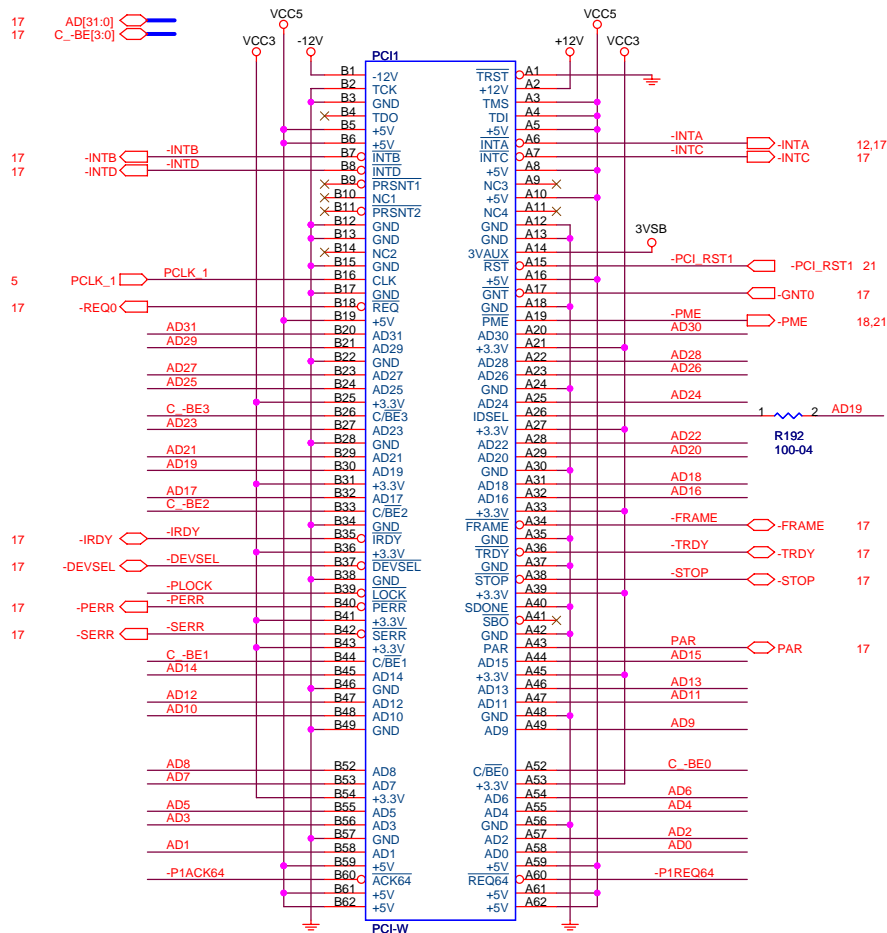 17 AD[31:0]
17 C_-BE[3:0]
VCC5 VCC5
VCC3 -12V +12V VCC3
PCI1
B1 -12V TRST A1
B2 TCK +12V A2
B3 GND TMS A3
B4 TDO TDI A4
B5 +5V +5V A5
-INTB B6 +5V INTA A6 -INTA -INTA 12,17
17 -INTB B7 INTB INTC A7 -INTC -INTC 17
17 -INTD -INTD B8 INTD +5V A8
B9 PRSNT1 NC3 A9
B10 NC1 +5V A10
B11 PRSNT2 NC4 A11
B12 GND GND A12
B13 GND GND A13
B14 NC2 3VAUX A14 3VSB
B15 GND RST A15 -PCI_RST1 -PCI_RST1 21
5 PCLK_1 PCLK_1 B16 CLK +5V A16
B17 GND GNT A17 -GNT0 17
17 -REQ0 B18 REQ GND A18
B19 +5V PME A19 -PME -PME 18,21
AD31 B20 AD31 AD30 A20 AD30
AD29 B21 AD29 +3.3V A21
B22 GND AD28 A22 AD28
AD27 B23 AD27 AD26 A23 AD26
AD25 B24 AD25 GND A24
B25 +3.3V AD24 A25 AD24
C_-BE3 B26 C/BE3 IDSEL A26 1 2 AD19
R192
100-04
AD23 B27 AD23 +3.3V A27
B28 GND AD22 A28 AD22
AD21 B29 AD21 AD20 A29 AD20
AD19 B30 AD19 GND A30
B31 +3.3V AD18 A31 AD18
AD17 B32 AD17 AD16 A32 AD16
C_-BE2 B33 C/BE2 +3.3V A33
B34 GND FRAME A34 -FRAME -FRAME 17
17 -IRDY -IRDY B35 IRDY GND A35
B36 +3.3V TRDY A36 -TRDY -TRDY 17
17 -DEVSEL -DEVSEL B37 DEVSEL GND A37
B38 GND STOP A38 -STOP -STOP 17
-PLOCK B39 LOCK +3.3V A39
17 -PERR -PERR B40 PERR SDONE A40
B41 +3.3V SBO A41
17 -SERR -SERR B42 SERR GND A42
B43 +3.3V PAR A43 PAR PAR 17
C_-BE1 B44 C/BE1 AD15 A44 AD15
AD14 B45 AD14 +3.3V A45
B46 GND AD13 A46 AD13
AD12 B47 AD12 AD11 A47 AD11
AD10 B48 AD10 GND A48
B49 GND AD9 A49 AD9
AD8 B52 AD8 C/BE0 A52 C_-BE0
AD7 B53 AD7 +3.3V A53
B54 +3.3V AD6 A54 AD6
AD5 B55 AD5 AD4 A55 AD4
AD3 B56 AD3 GND A56
B57 GND AD2 A57 AD2
AD1 B58 AD1 AD0 A58 AD0
B59 +5V +5V A59
-P1ACK64 B60 ACK64 REQ64 A60 -P1REQ64
B61 +5V +5V A61
B62 +5V +5V A62
PCI-W